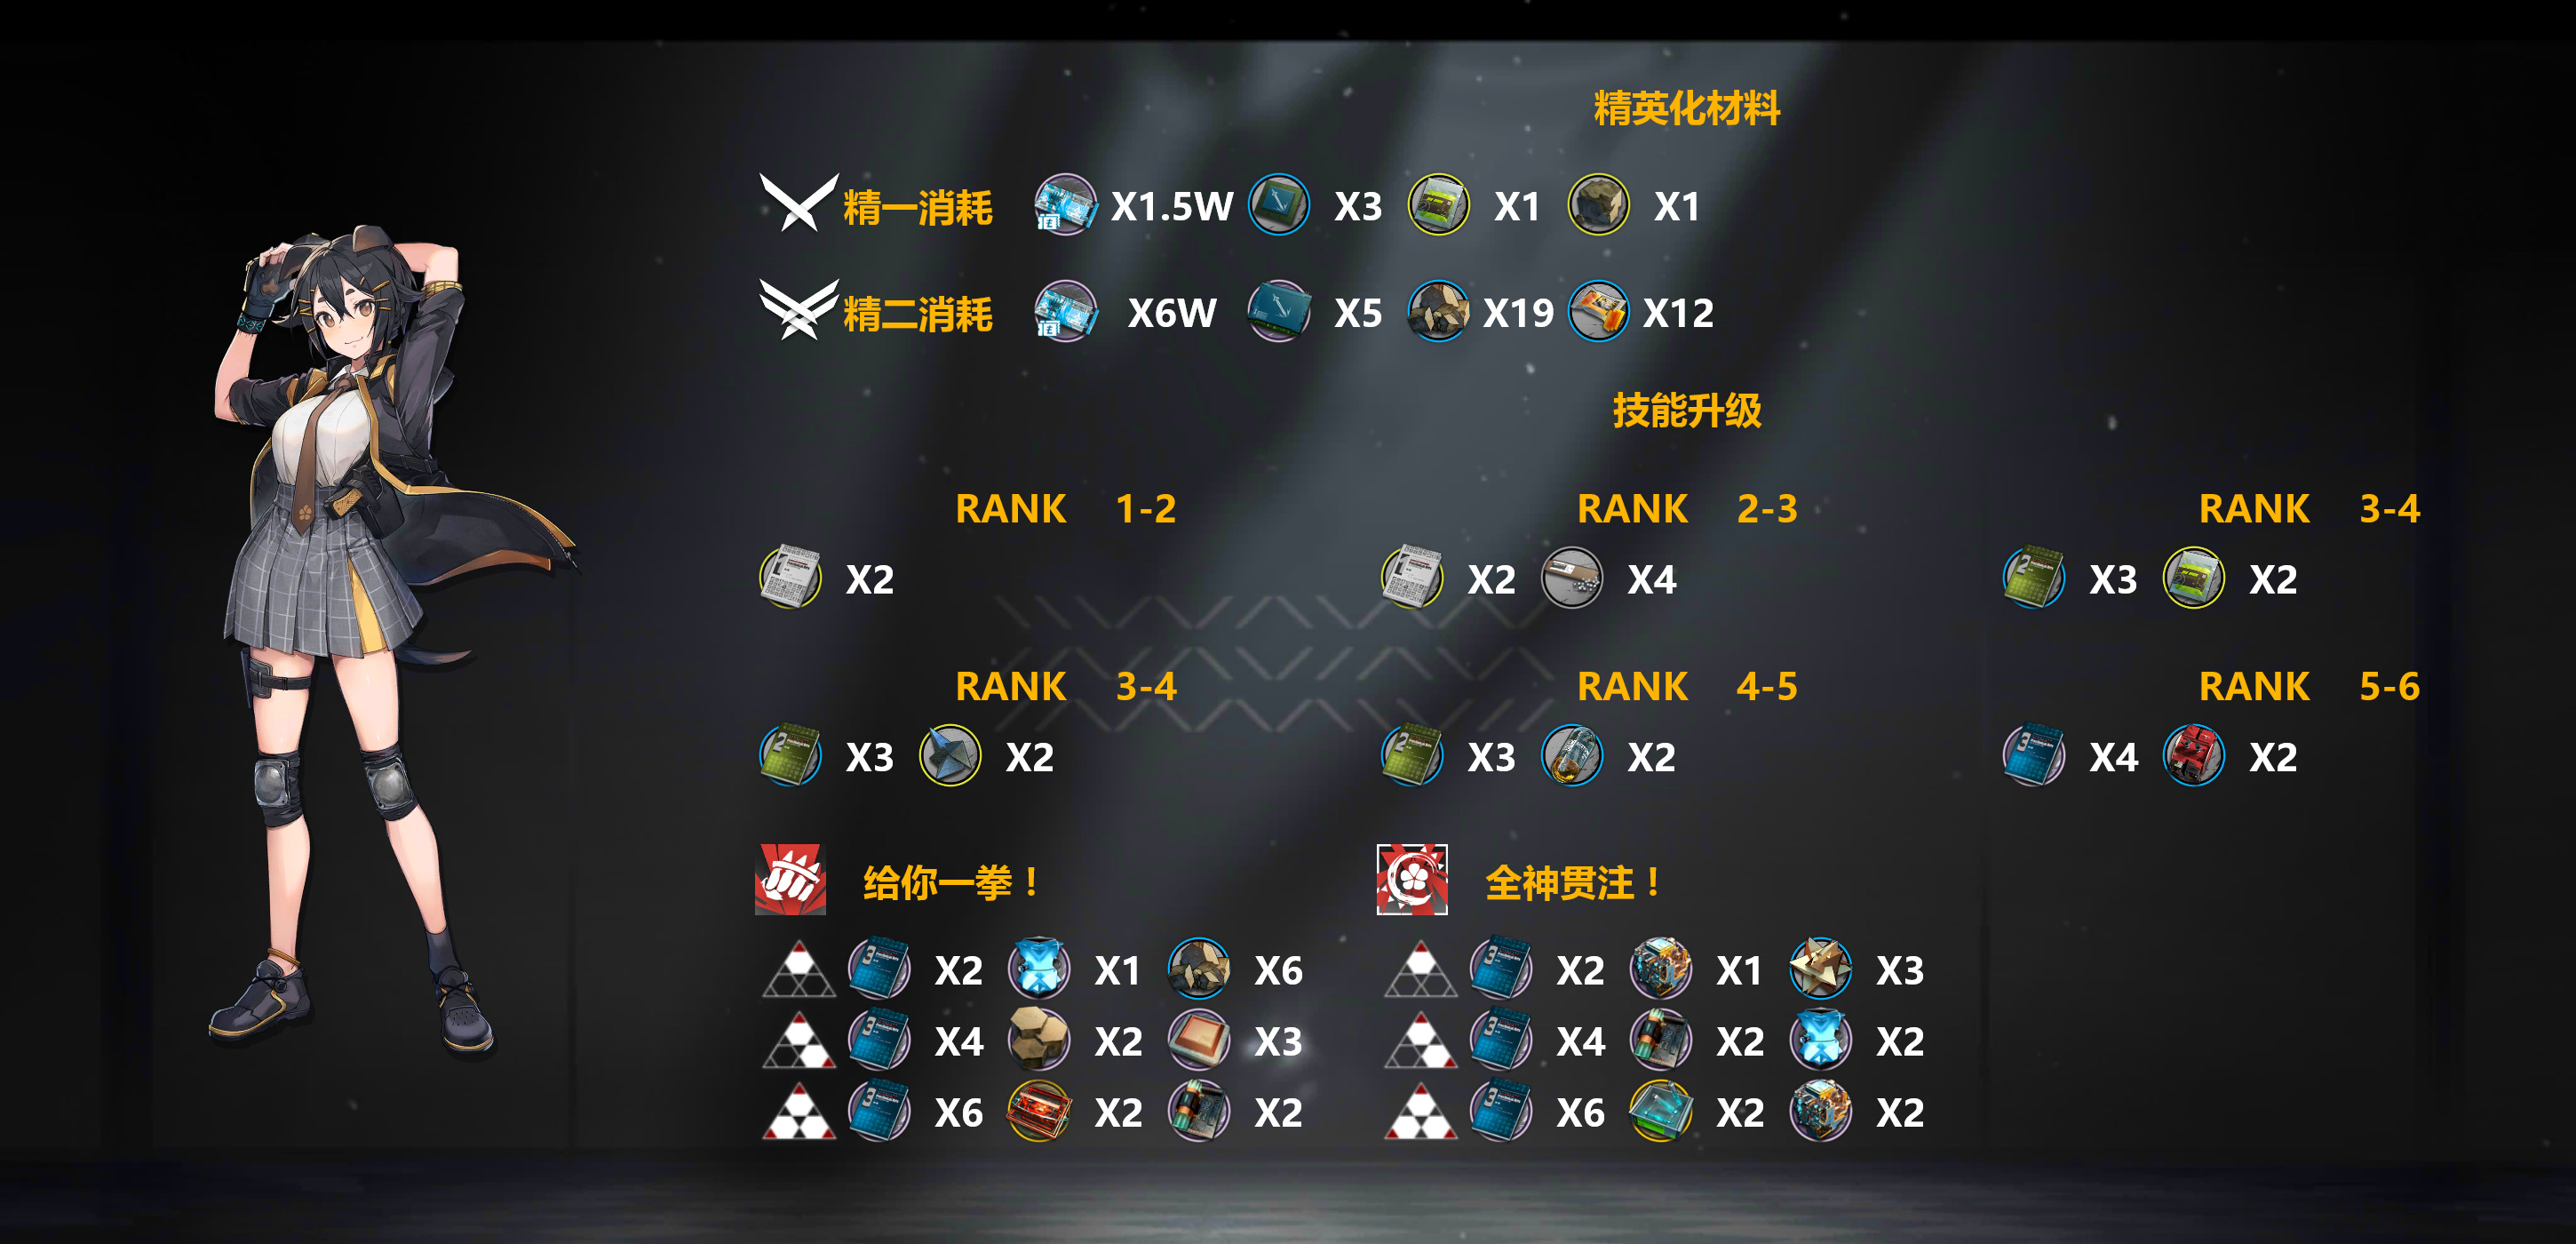 精英化材料
精一消耗 X1.5W X3 X1 X1
精二消耗 X6W X5 X19 X12
技能升级
RANK 1-2 RANK 2-3 RANK 3-4
X2 X2 X4 X3 X2
RANK 3-4 RANK 4-5 RANK 5-6
X3 X2 X3 X2 X4 X2
给你一拳！ 全神贯注！
X2 X1 X6 X2 X1 X3
X4 X2 X3 X4 X2 X2
X6 X2 X2 X6 X2 X2